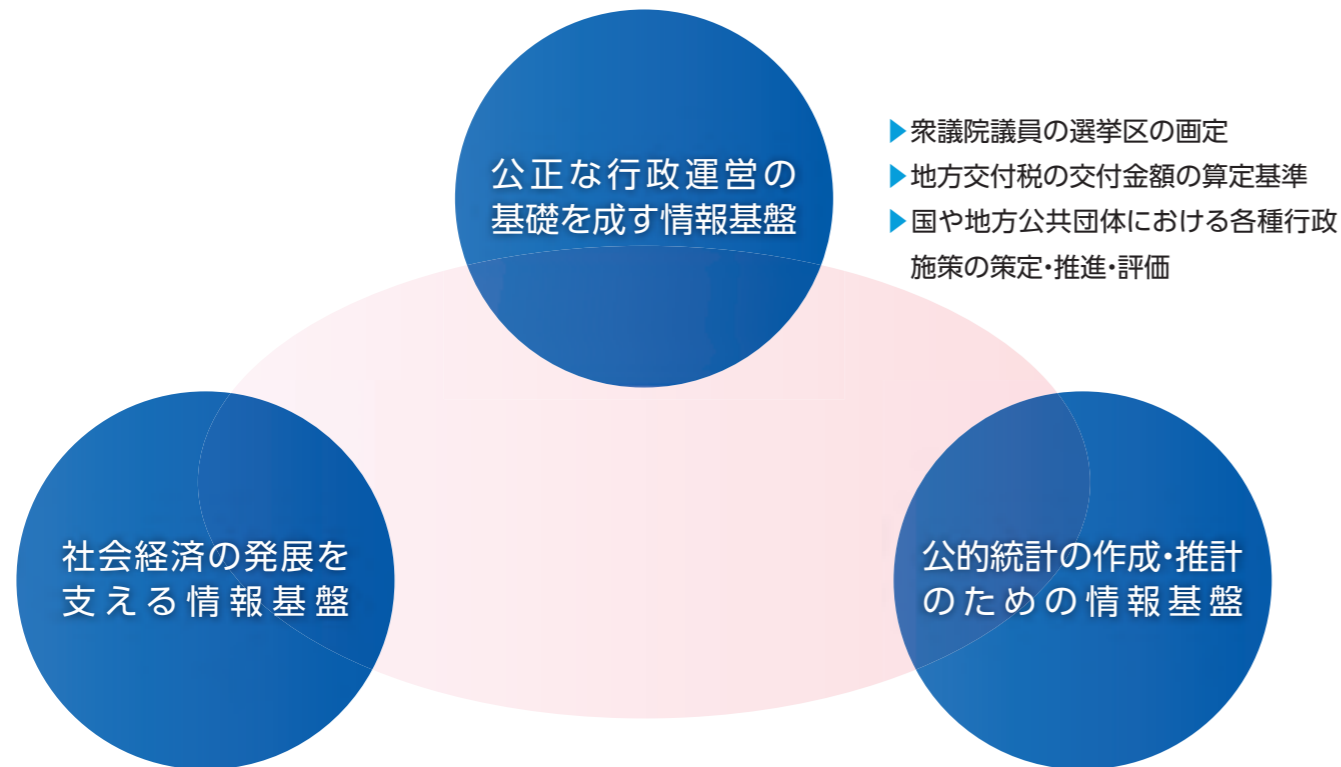 公正な行政運営の
基礎を成す情報基盤
▶衆議院議員の選挙区の画定
▶地方交付税の交付金額の算定基準
▶国や地方公共団体における各種行政
施策の策定・推進・評価
社会経済の発展を
支える情報基盤
公的統計の作成・推計
のための情報基盤